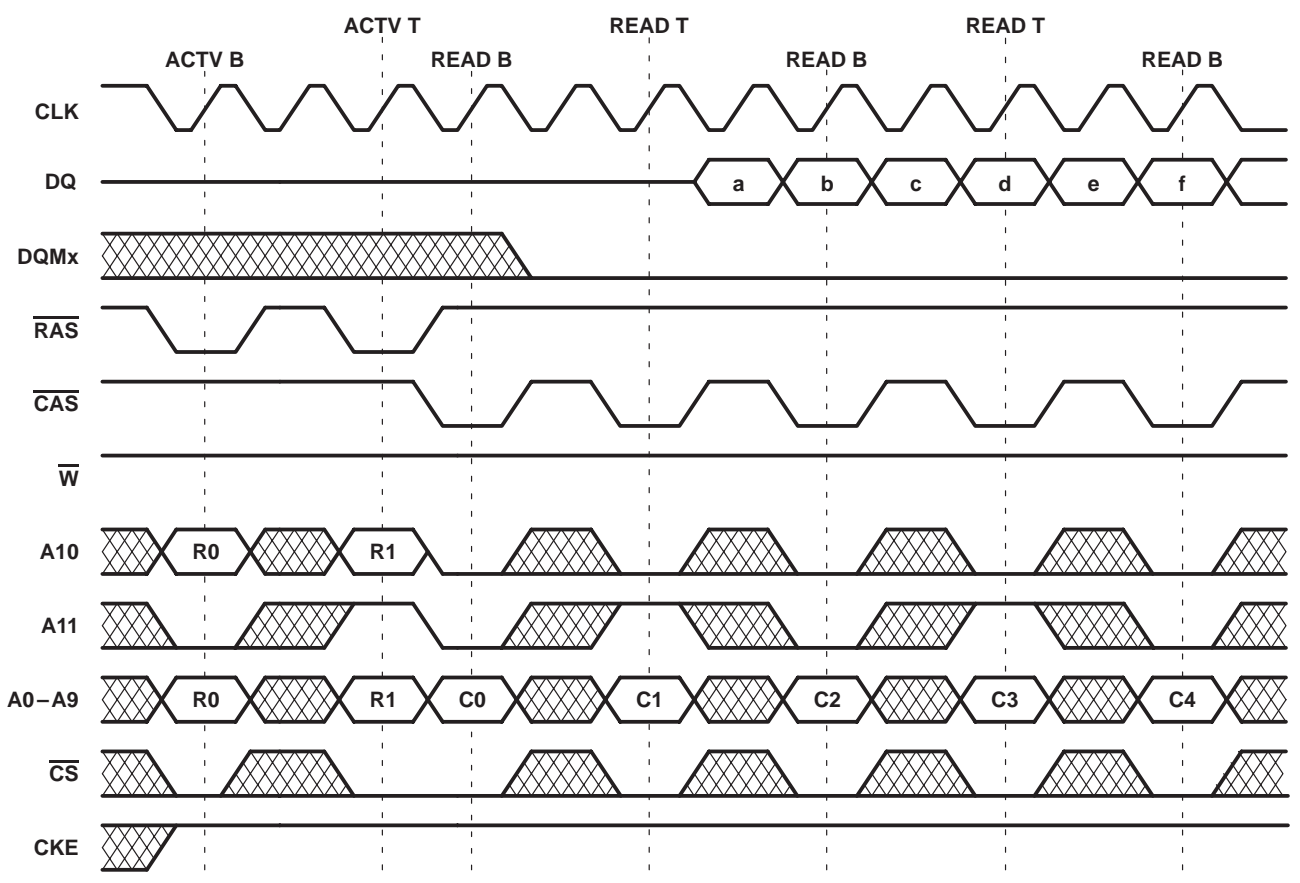 ACTV T READ T READ T
ACTV B READ B READ B READ B
CLK
DQ a b c d e f
DQMx
RAS
CAS
W
A10 R0 R1
A11
A0–A9 R0 R1 C0 C1 C2 C3 C4
CS
CKE